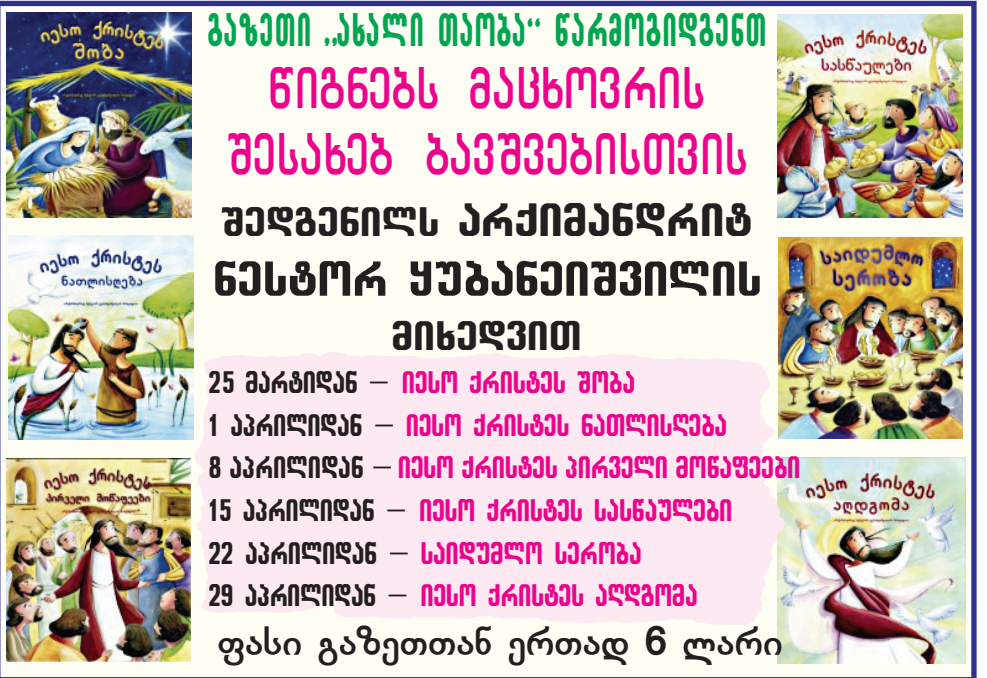 გაზეთი „ახალი თაობა“ წარმოგიდგენთ
წიგნებს მაცხოვრის
შესახებ ბავშვებისთვის
შედგენილს არქიმანდრიტ
ნესტორ ყუბანეიშვილის
მიხედვით
25 მარტიდან – იესო ქრისტეს შობა
1 აპრილიდან – იესო ქრისტეს ნათლისღება
8 აპრილიდან – იესო ქრისტეს პირველი მოწაფეები
15 აპრილიდან – იესო ქრისტეს სასწაულები
22 აპრილიდან – საიდუმლო სერობა
29 აპრილიდან – იესო ქრისტეს აღდგომა
ფასი გაზეთთან ერთად 6 ლარი
იესო ქრისტეს
შობა
იესო ქრისტეს
ნათლისღება
იესო ქრისტეს
პირველი მოწაფეები
იესო ქრისტეს
სასწაულები
საიდუმლო
სერობა
იესო ქრისტეს
აღდგომა